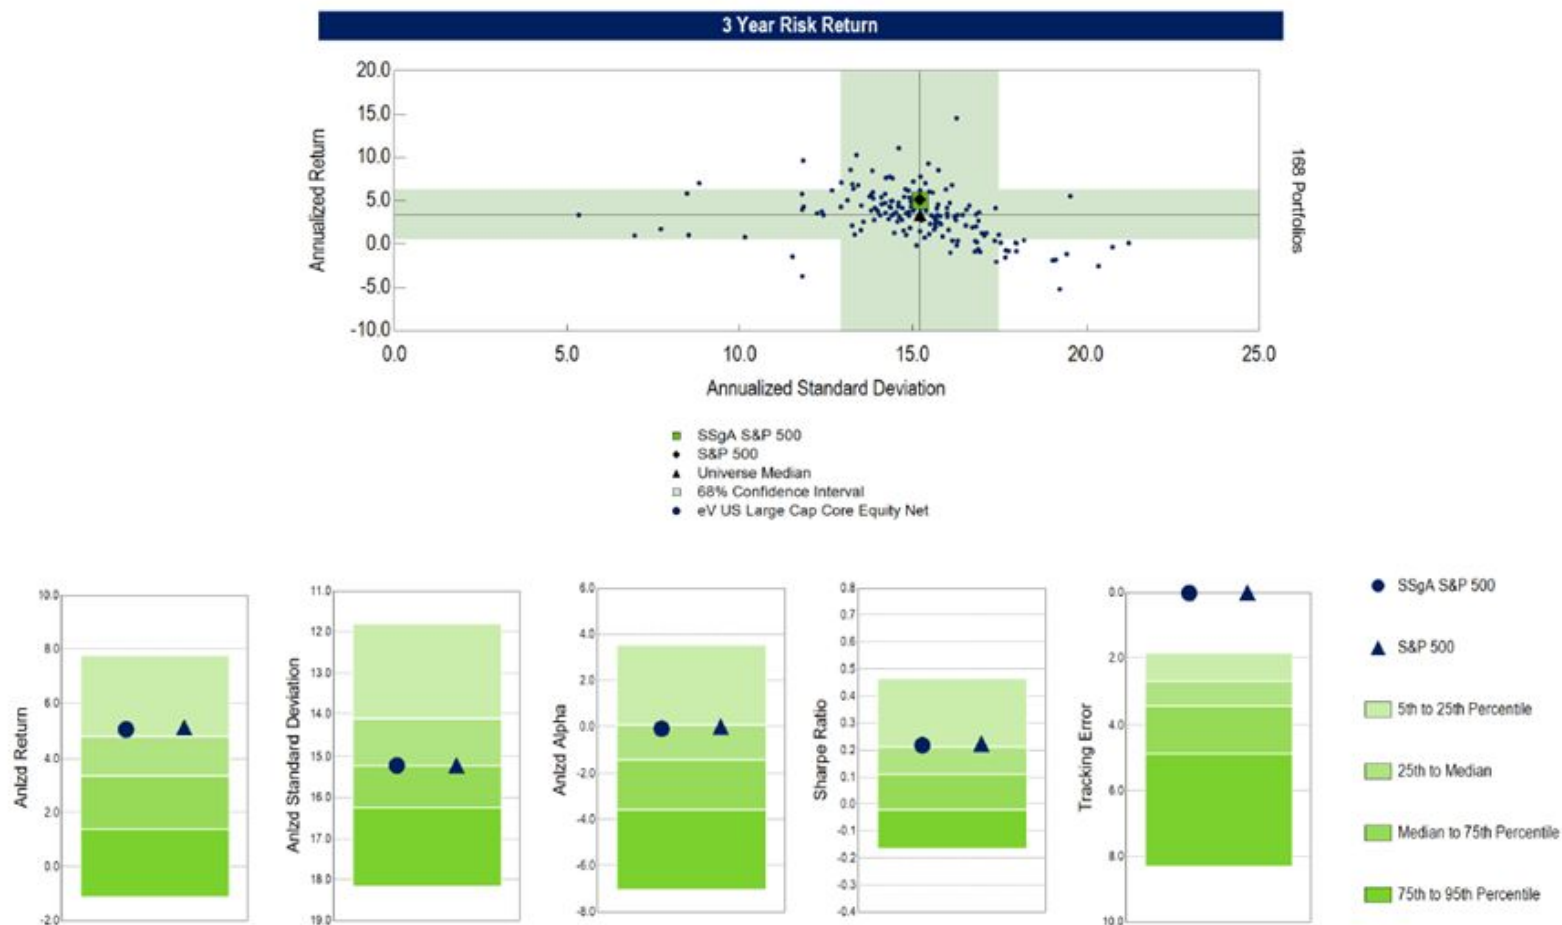 3 Year Risk Return
20.0
15.0
10.0
5.0
0.0
-5.0
-10.0
Annualized Return
168 Portfolios
0.0 5.0 10.0 15.0 20.0 25.0
Annualized Standard Deviation
SSgA S&P 500
S&P 500
Universe Median
68% Confidence Interval
eV US Large Cap Core Equity Net
Anlzd Return
10.0
8.0
6.0
4.0
2.0
0.0
-2.0
Anlzd Standard Deviation
11.0
12.0
13.0
14.0
15.0
16.0
17.0
18.0
19.0
Anlzd Alpha
6.0
4.0
2.0
0.0
-2.0
-4.0
-6.0
-8.0
Sharpe Ratio
0.8
0.7
0.6
0.5
0.4
0.3
0.2
0.1
0.0
-0.1
-0.2
-0.3
-0.4
Tracking Error
0.0
2.0
4.0
6.0
8.0
10.0
SSgA S&P 500
S&P 500
5th to 25th Percentile
25th to Median
Median to 75th Percentile
75th to 95th Percentile